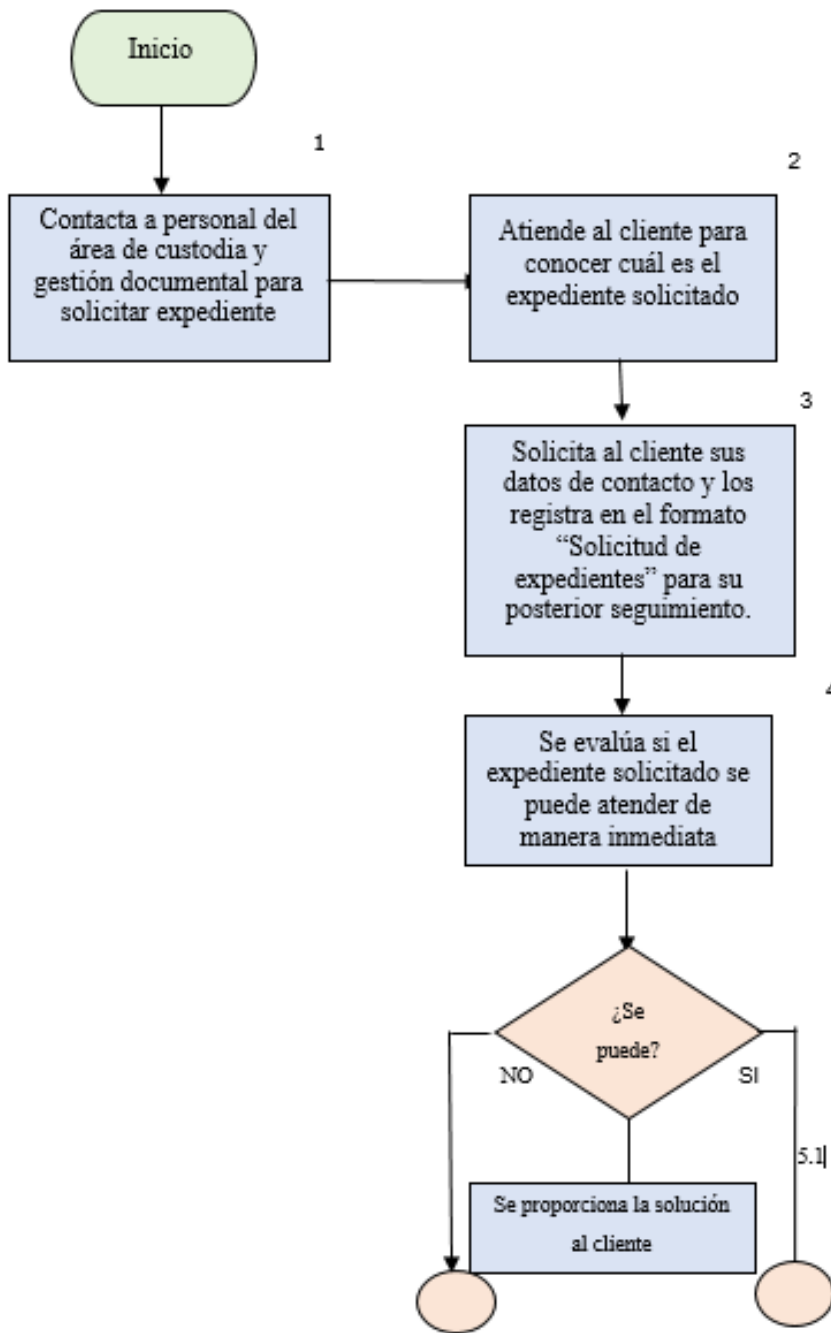 Inicio
1
Contacta a personal del
área de custodia y
gestión documental para
solicitar expediente
2
Atiende al cliente para
conocer cuál es el
expediente solicitado
3
Solicita al cliente sus
datos de contacto y los
registra en el formato
“Solicitud de
expedientes” para su
posterior seguimiento.
4
Se evalúa si el
expediente solicitado se
puede atender de
manera inmediata
¿Se
puede?
NO
SI
5.1
Se proporciona la solución
al cliente